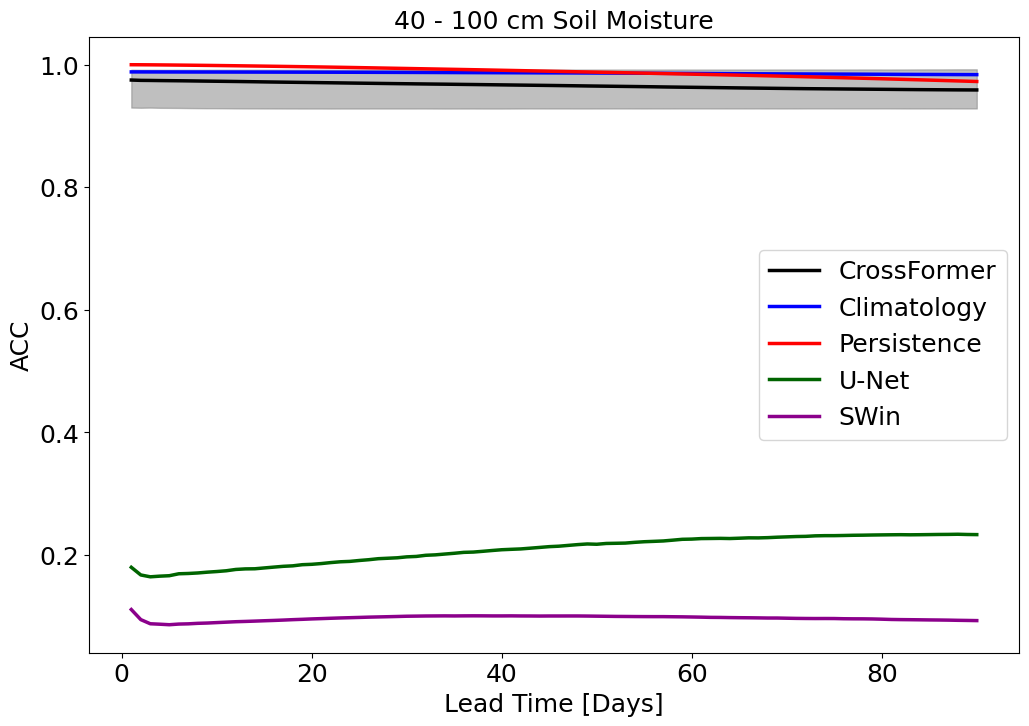 40 - 100 cm Soil Moisture
ACC
1.0
0.8
0.6
0.4
0.2
CrossFormer
Climatology
Persistence
U-Net
SWin
0 20 40 60 80
Lead Time [Days]